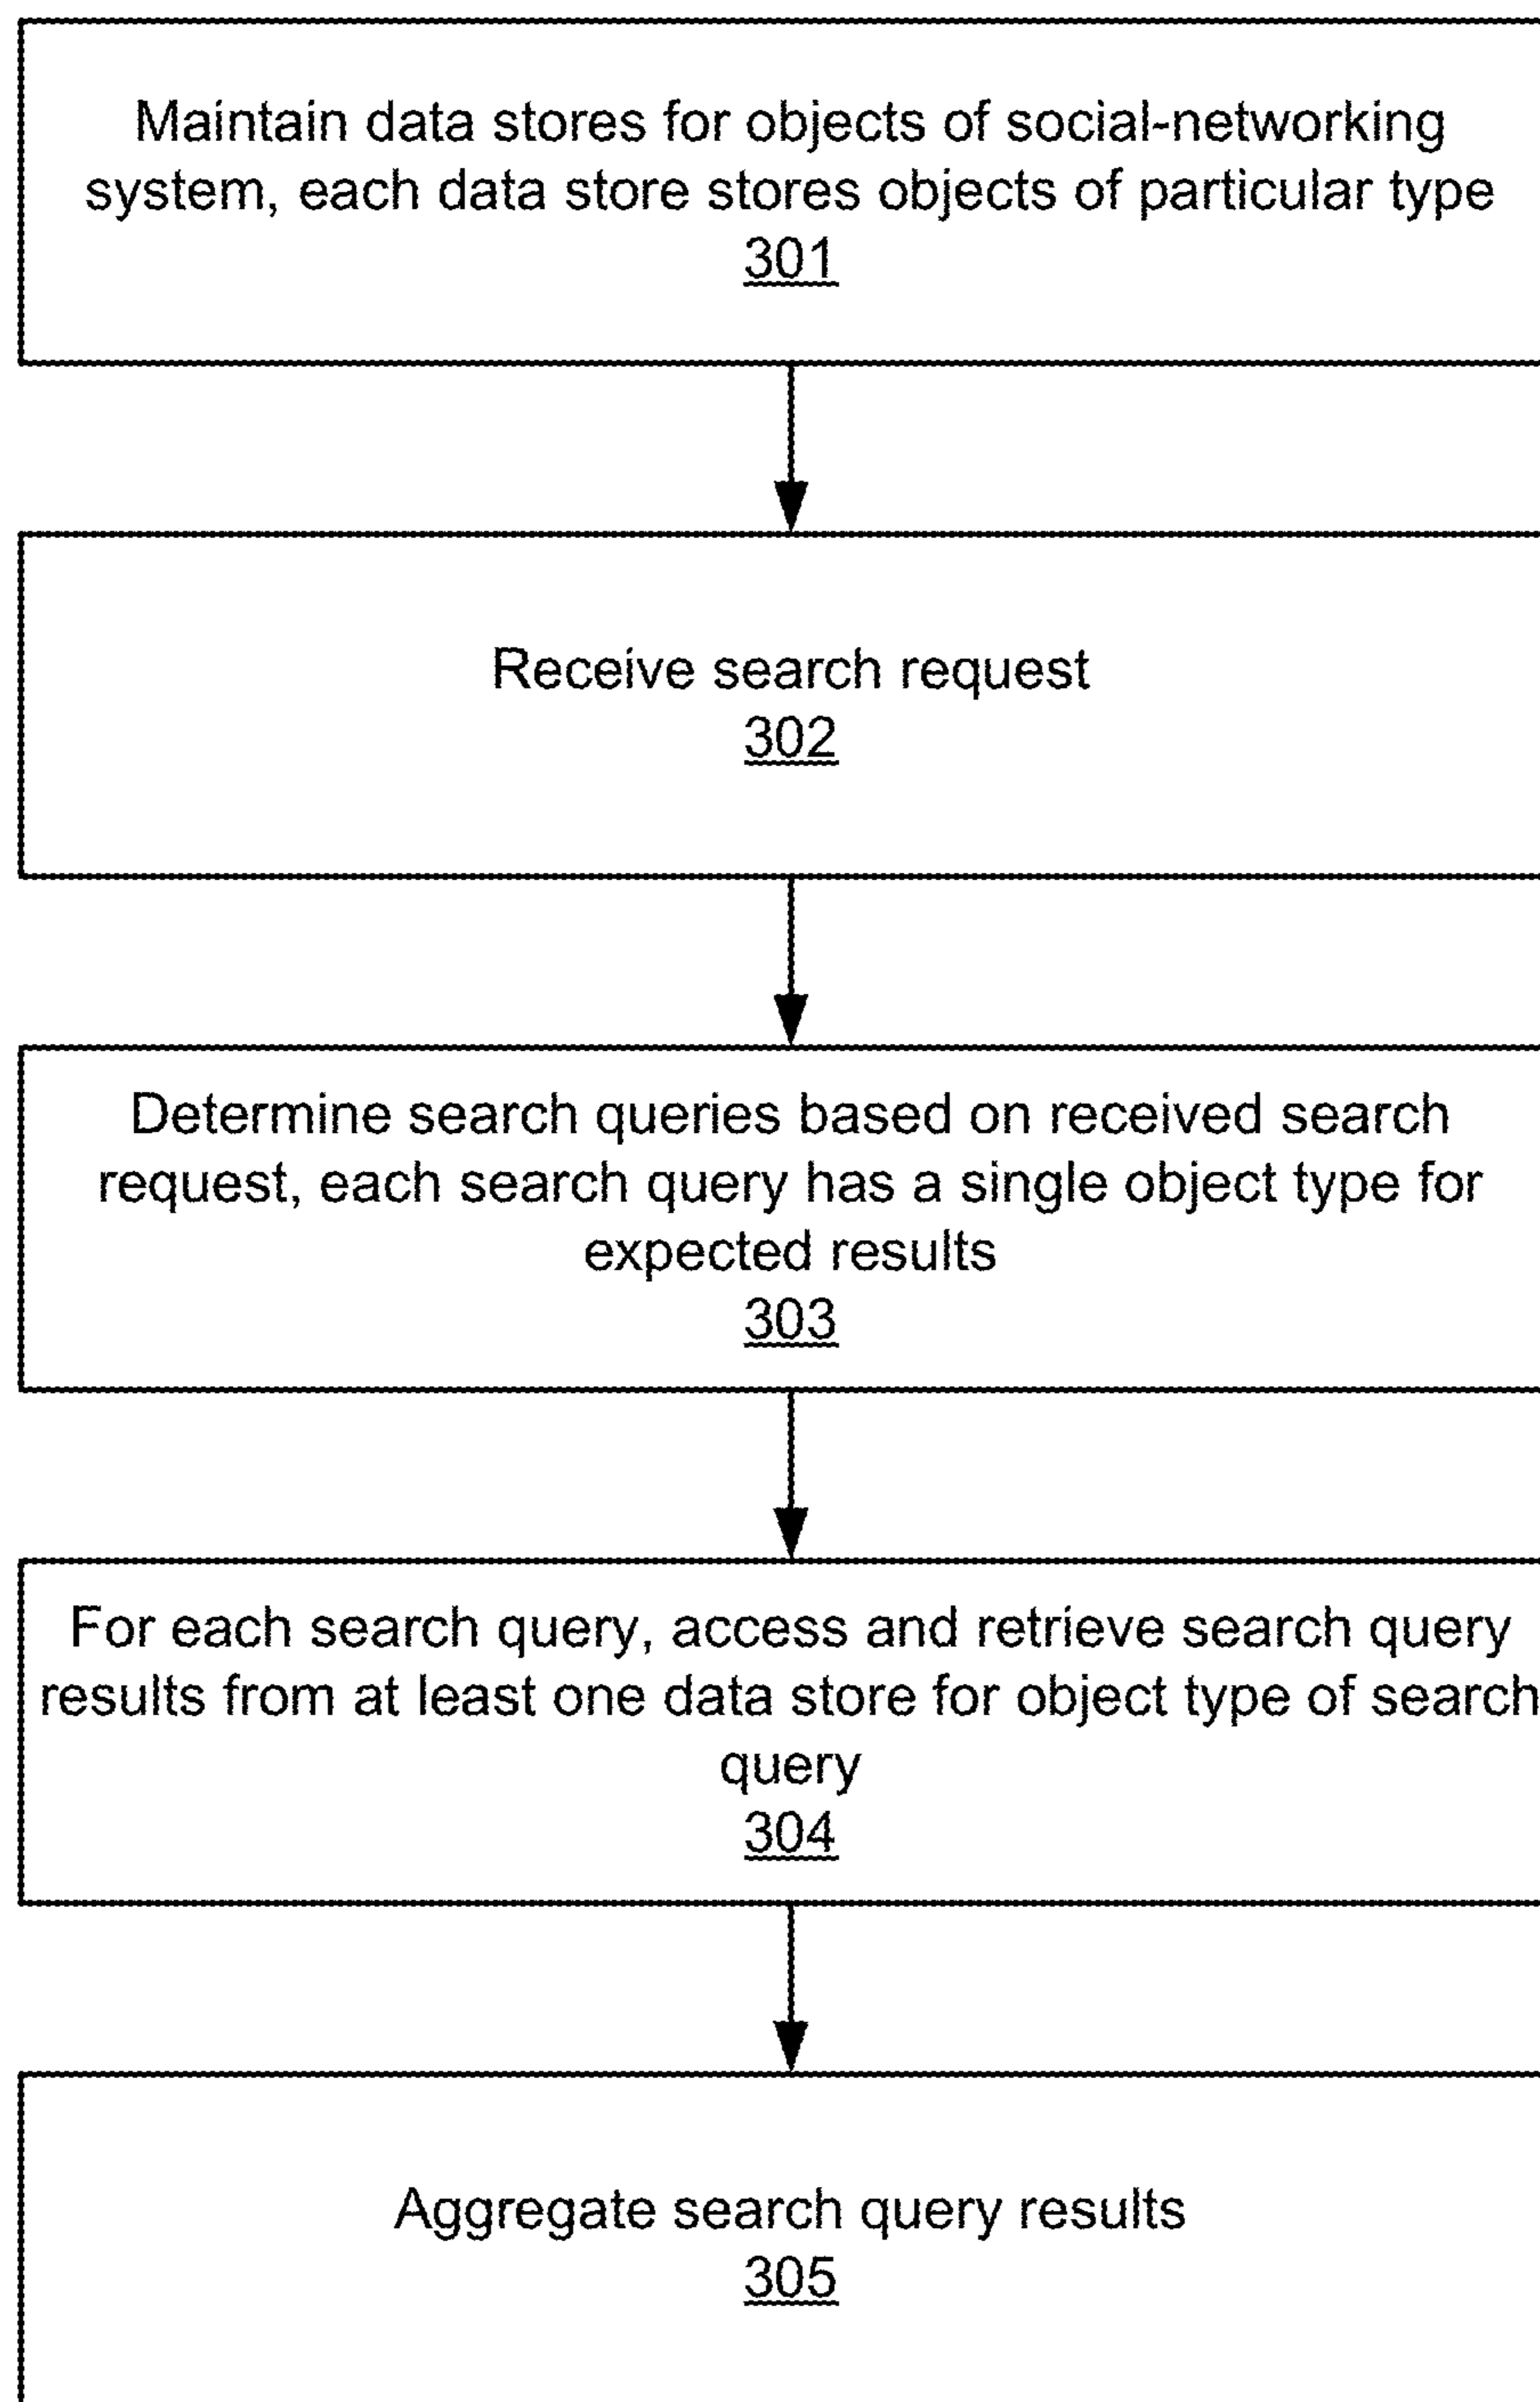 Maintain data stores for objects of social-networking
system, each data store stores objects of particular type
301
Receive search request
302
Determine search queries based on received search
request, each search query has a single object type for
expected results
303
For each search query, access and retrieve search query
results from at least one data store for object type of search
query
304
Aggregate search query results
305